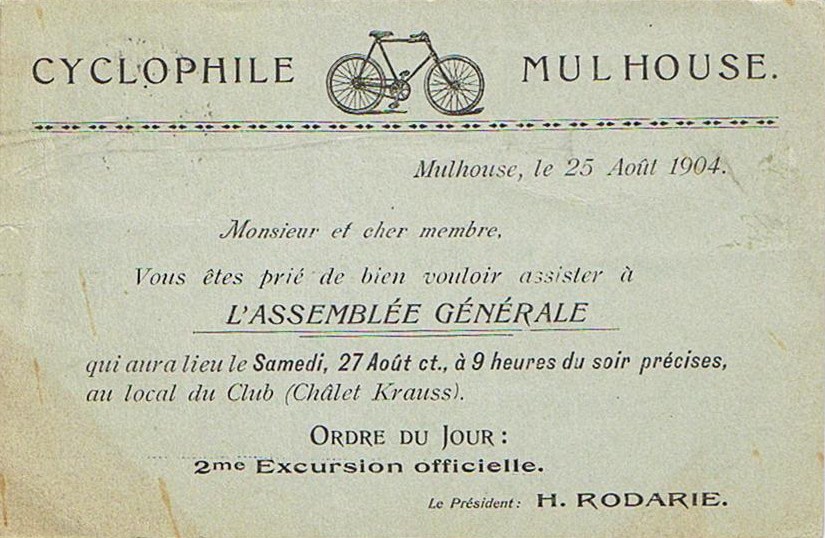 CYCLOPHILE MULHOUSE.
Mulhouse, le 25 Août 1904.
Monsieur et cher membre,
Vous êtes prié de bien vouloir assister à
L'ASSEMBLÉE GÉNÉRALE
qui aura lieu le Samedi, 27 Août ct., à 9 heures du soir précises,
au local du Club (Châlet Krauss).
ORDRE DU JOUR :
2me Excursion officielle.
Le Président: H. RODARIE.